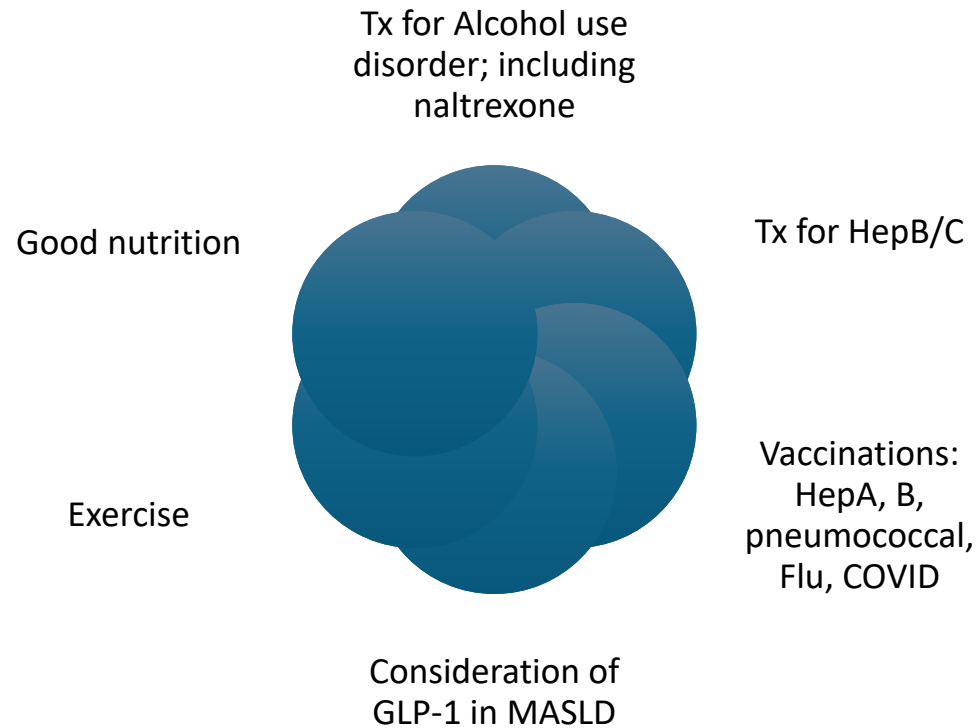 Tx for Alcohol use
disorder; including
naltrexone
Good nutrition
Tx for HepB/C
Vaccinations:
HepA, B,
pneumococcal,
Flu, COVID
Exercise
Consideration of
GLP-1 in MASLD